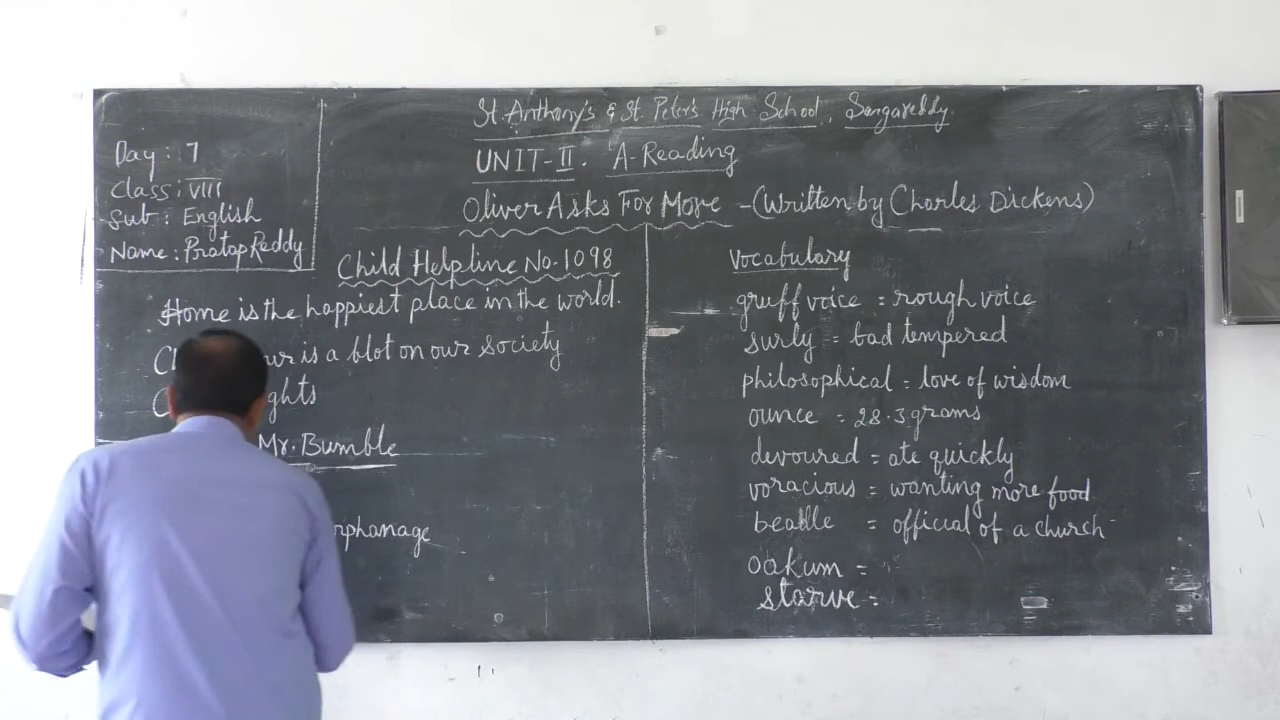 St. Anthony's & St. Peter's High School, Sangareddy
UNIT-II. A-Reading
Oliver Asks For More -(Written by Charles Dickens)
Day: 7
Class: VIII
Sub: English
Name: Pratap Reddy
Child Helpline No.1098
Home is the happiest place in the world.
is a blot on our society
Mr. Bumble
Vocabulary
gruff voice = rough voice
surly = bad tempered
philosophical = love of wisdom
ounce = 28.3 grams
devoured = ate quickly
voracious = wanting more food
beadle = official of a church
oakum =
starve =